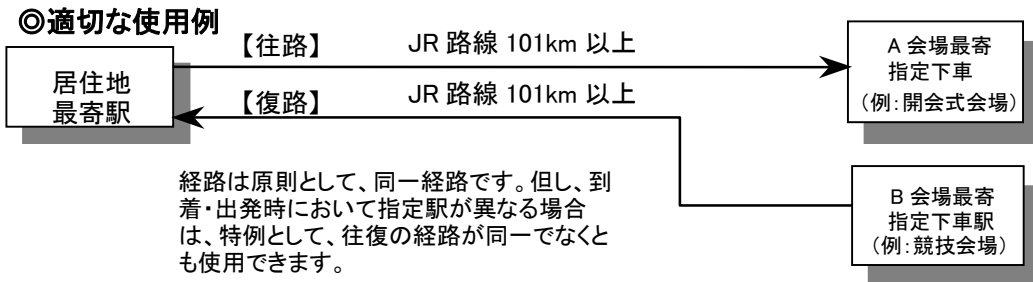 ◎適切な使用例
【往路】 JR 路線 101km 以上
居住地
最寄駅
A 会場最寄
指定下車
(例:開会式会場)
【復路】 JR 路線 101km 以上
経路は原則として、同一経路です。但し、到
着・出発時において指定駅が異なる場合
は、特例として、往復の経路が同一でなくと
も使用できます。
B 会場最寄
指定下車駅
(例:競技会場)